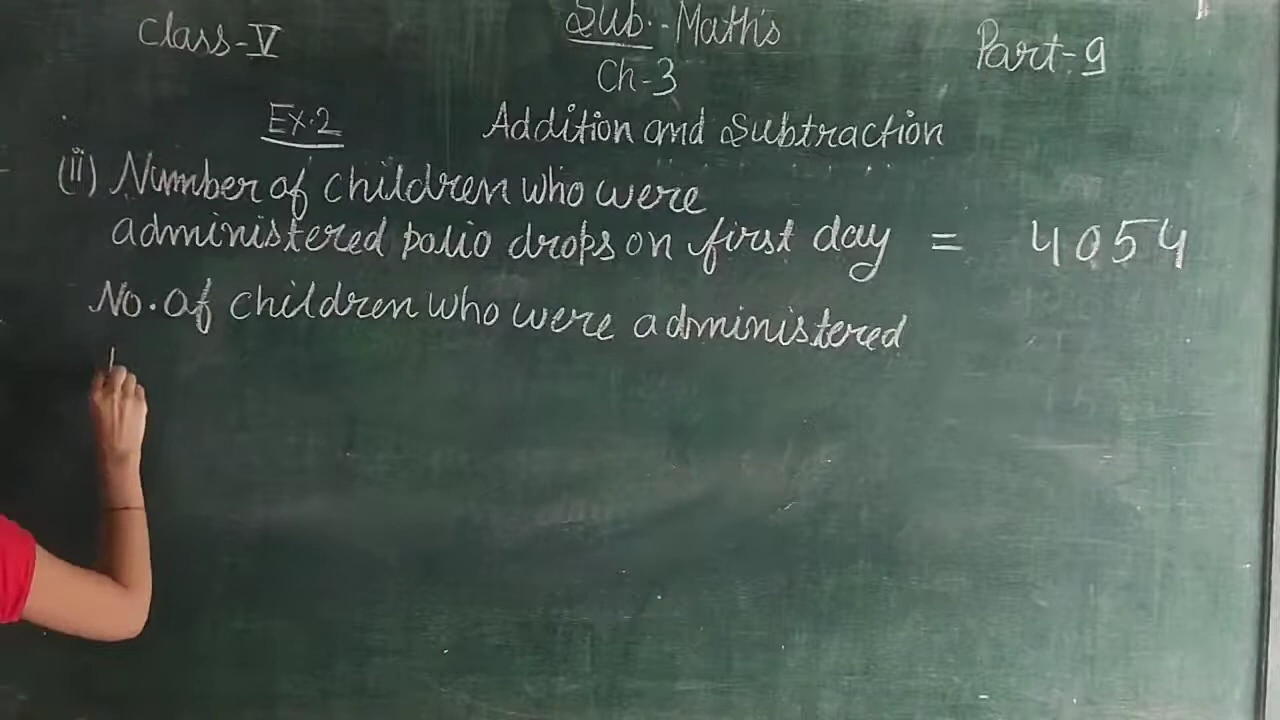 Class-V Sub.-Maths Part-9
Ch-3
Ex.2 Addition and Subtraction
(ii) Number of children who were
administered polio drops on first day = 4054
No. of children who were administered